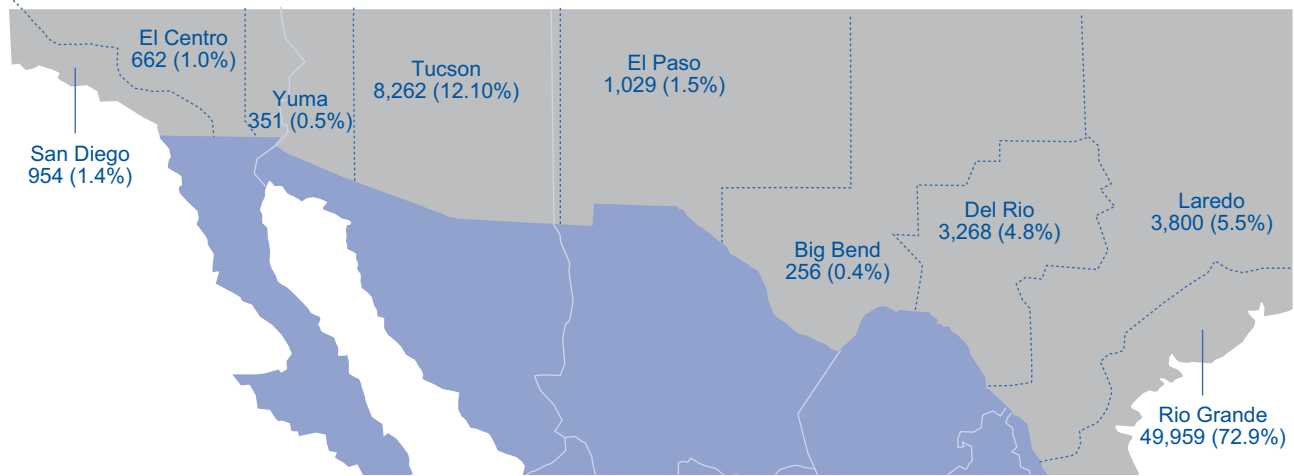 El Centro
662 (1.0%)
Yuma
351 (0.5%)
Tucson
8,262 (12.10%)
El Paso
1,029 (1.5%)
San Diego
954 (1.4%)
Big Bend
256 (0.4%)
Del Rio
3,268 (4.8%)
Laredo
3,800 (5.5%)
Rio Grande
49,959 (72.9%)